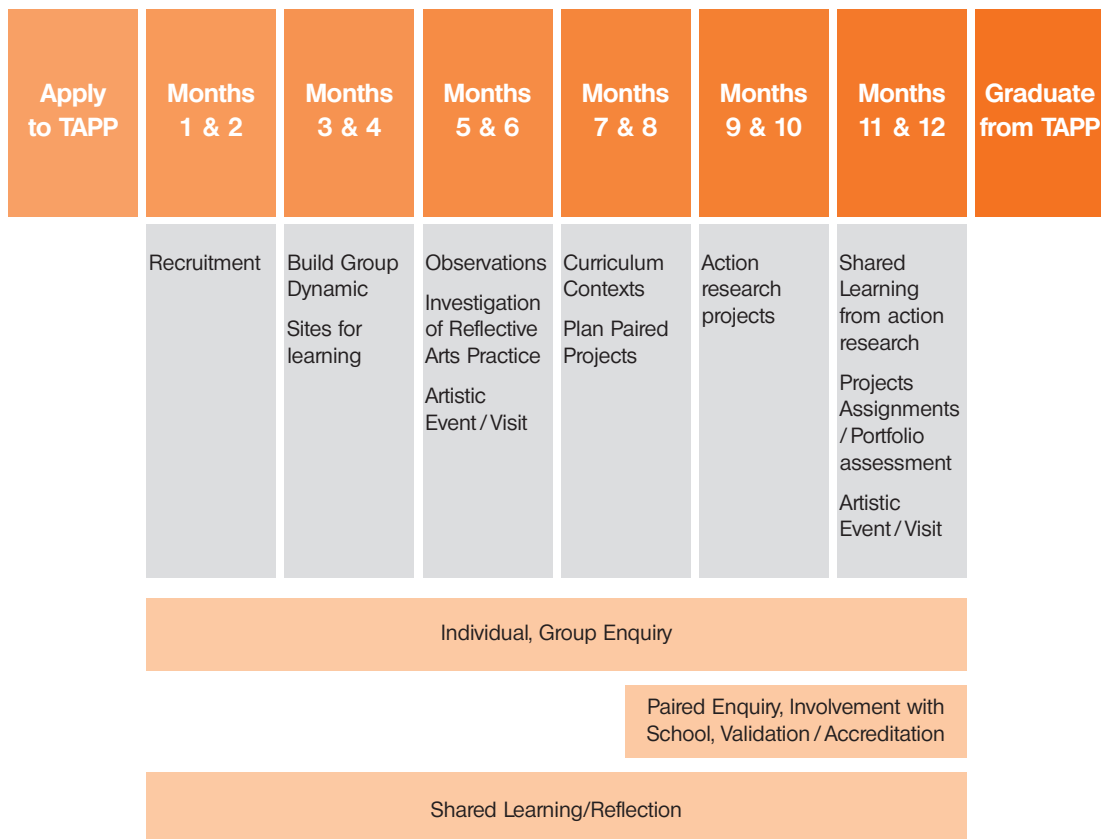 Apply
to TAPP
Months
1 & 2
Months
3 & 4
Months
5 & 6
Months
7 & 8
Months
9 & 10
Months
11 & 12
Graduate
from TAPP
Recruitment
Build Group
Dynamic
Sites for
learning
Observations
Investigation
of Reflective
Arts Practice
Artistic
Event / Visit
Curriculum
Contexts
Plan Paired
Projects
Action
research
projects
Shared
Learning
from action
research
Projects
Assignments
/ Portfolio
assessment
Artistic
Event / Visit
Individual, Group Enquiry
Paired Enquiry, Involvement with
School, Validation / Accreditation
Shared Learning/Reflection